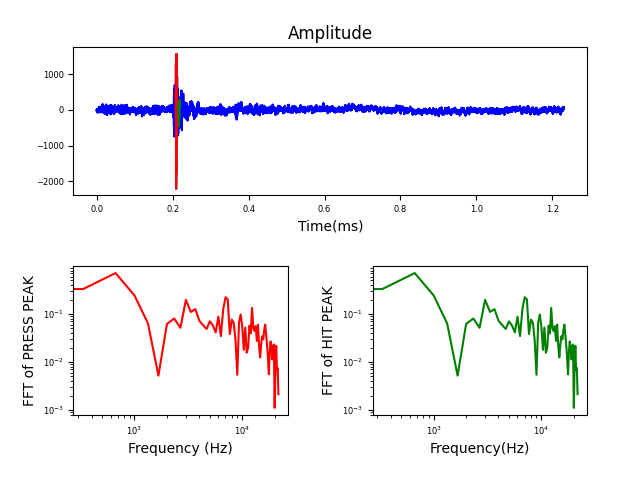 Amplitude
1000
0
−1000
−2000
0.0 0.2 0.4 0.6 0.8 1.0 1.2
Time(ms)
FFT of PRESS PEAK
10⁻¹
10⁻²
10⁻³
10³ 10⁴
Frequency (Hz)
FFT of HIT PEAK
10⁻¹
10⁻²
10⁻³
10³ 10⁴
Frequency(Hz)